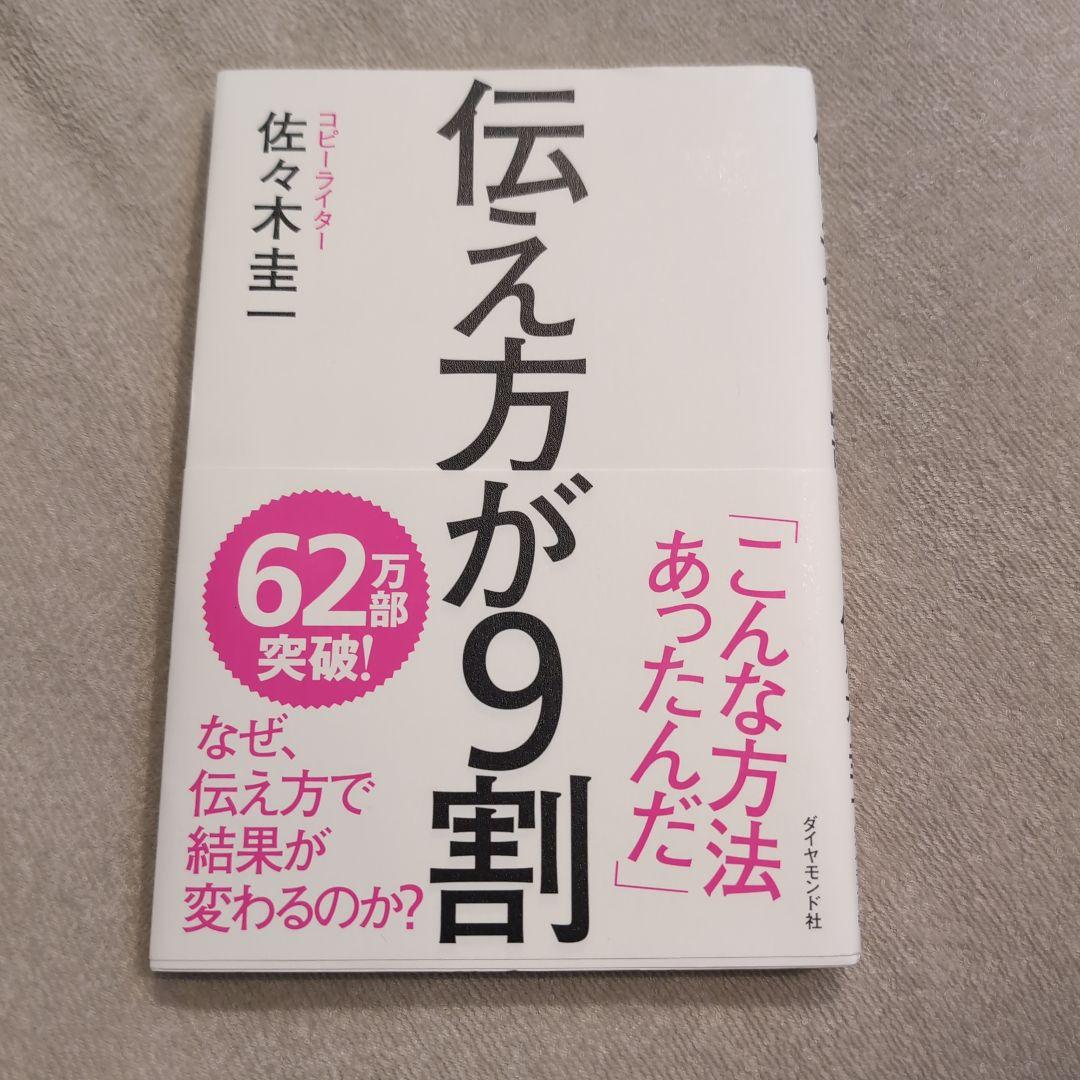 伝え方が9割
コピーライター
佐々木圭一
「こんな方法
あったんだ」
62万部
突破!
なぜ、
伝え方で
結果が
変わるのか?
ダイヤモンド社